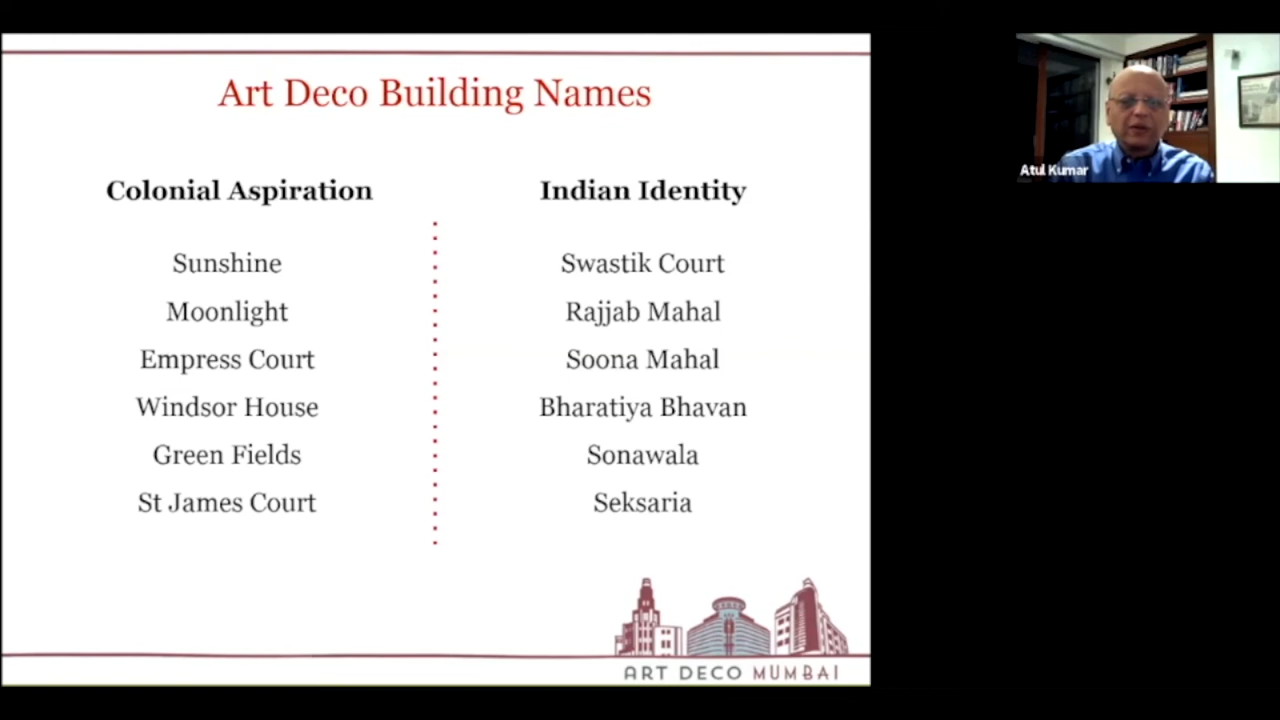 Art Deco Building Names
Colonial Aspiration
Sunshine
Moonlight
Empress Court
Windsor House
Green Fields
St James Court
Indian Identity
Swastik Court
Rajjab Mahal
Soona Mahal
Bharatiya Bhavan
Sonawala
Seksaria
ART DECO MUMBAI
Atul Kumar